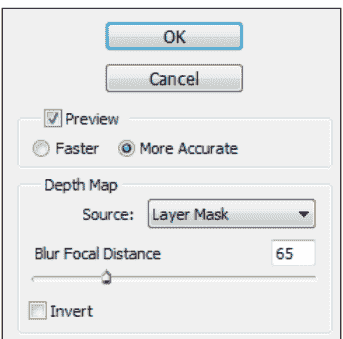 OK
Cancel
Preview
Faster More Accurate
Depth Map
Source: Layer Mask
Blur Focal Distance 65
Invert